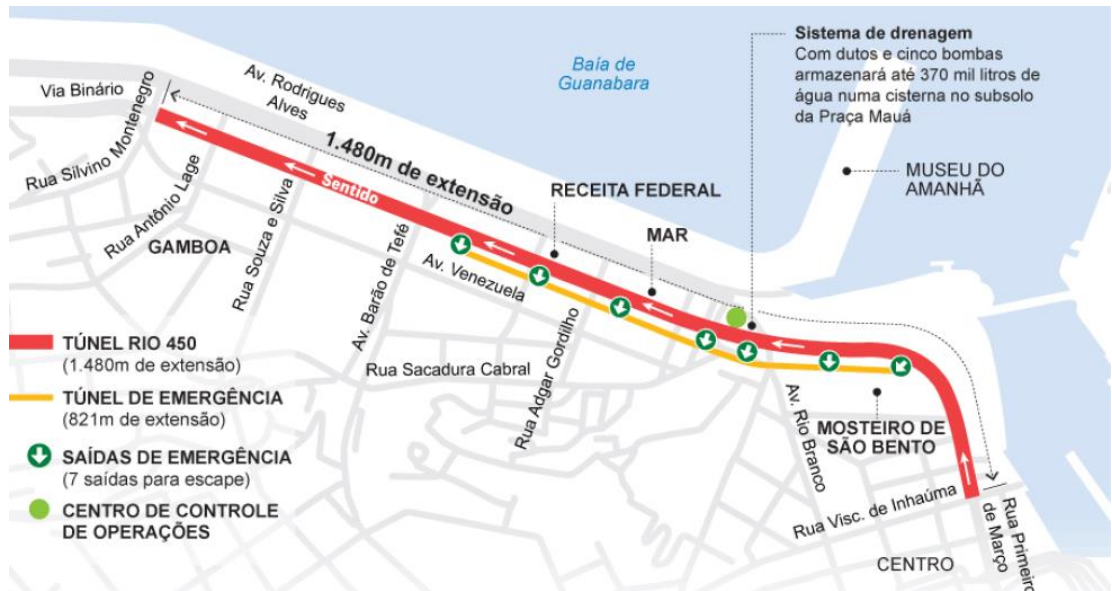 Sistema de drenagem
Com dutos e cinco bombas
armazenará até 370 mil litros de
água numa cisterna no subsolo
da Praça Mauá
Baía de
Guanabara
Av. Rodrigues
Alves
Via Binário
Rua Silvino Montenegro
1.480m de extensão
Sentido
MUSEU DO
AMANHÃ
RECEITA FEDERAL
MAR
Rua Antônio Lage
GAMBOA
Rua Souza e Silva
Av. Barão de Tefé
Av. Venezuela
Rua Sacadura Cabral
Rua Adgar Gordilho
Av. Rio Branco
MOSTEIRO DE
SÃO BENTO
Rua Visc. de Inhaúma
Rua Primeiro
de Março
CENTRO
TÚNEL RIO 450
(1.480m de extensão)
TÚNEL DE EMERGÊNCIA
(821m de extensão)
SAÍDAS DE EMERGÊNCIA
(7 saídas para escape)
CENTRO DE CONTROLE
DE OPERAÇÕES